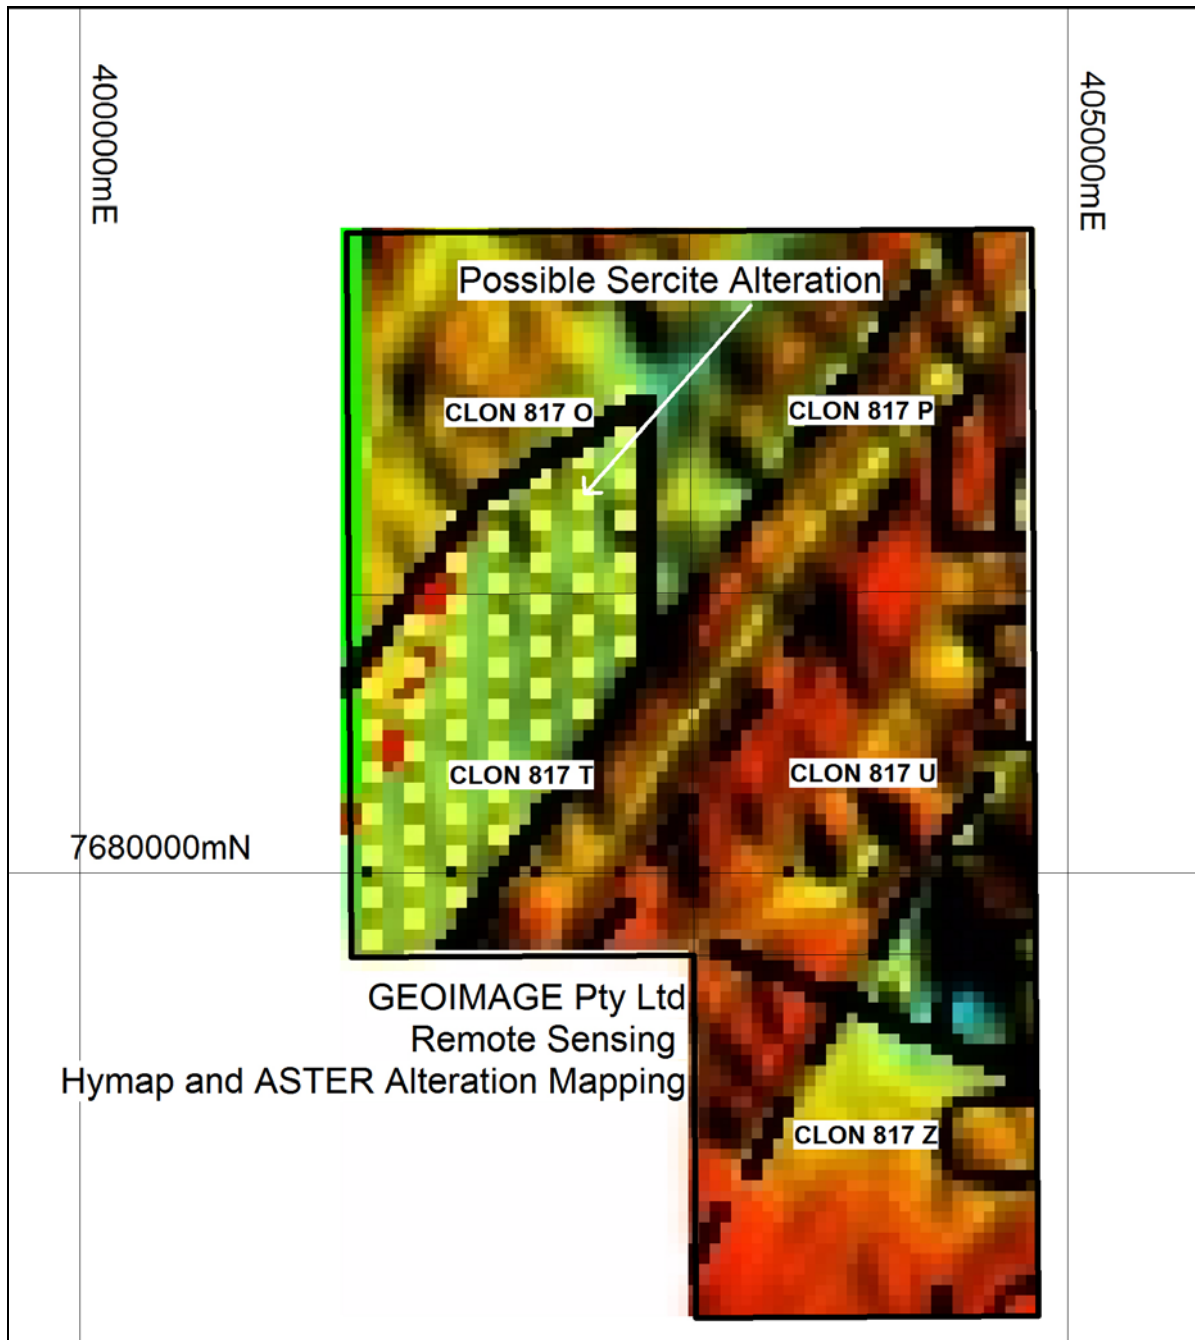 400000mE
405000mE
Possible Sercite Alteration
CLON 817 O
CLON 817 P
CLON 817 T
CLON 817 U
7680000mN
GEOIMAGE Pty Ltd
Remote Sensing
Hymap and ASTER Alteration Mapping
CLON 817 Z